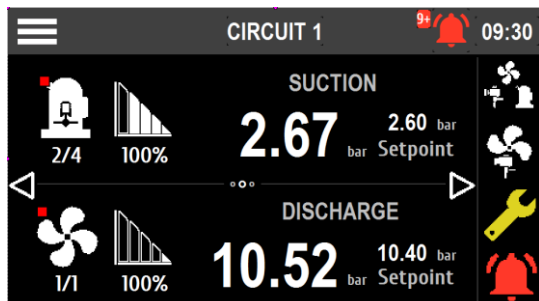 CIRCUIT 1
9+
09:30
SUCTION
2.67 bar
2.60 bar
Setpoint
2/4
100%
DISCHARGE
10.52 bar
10.40 bar
Setpoint
1/1
100%